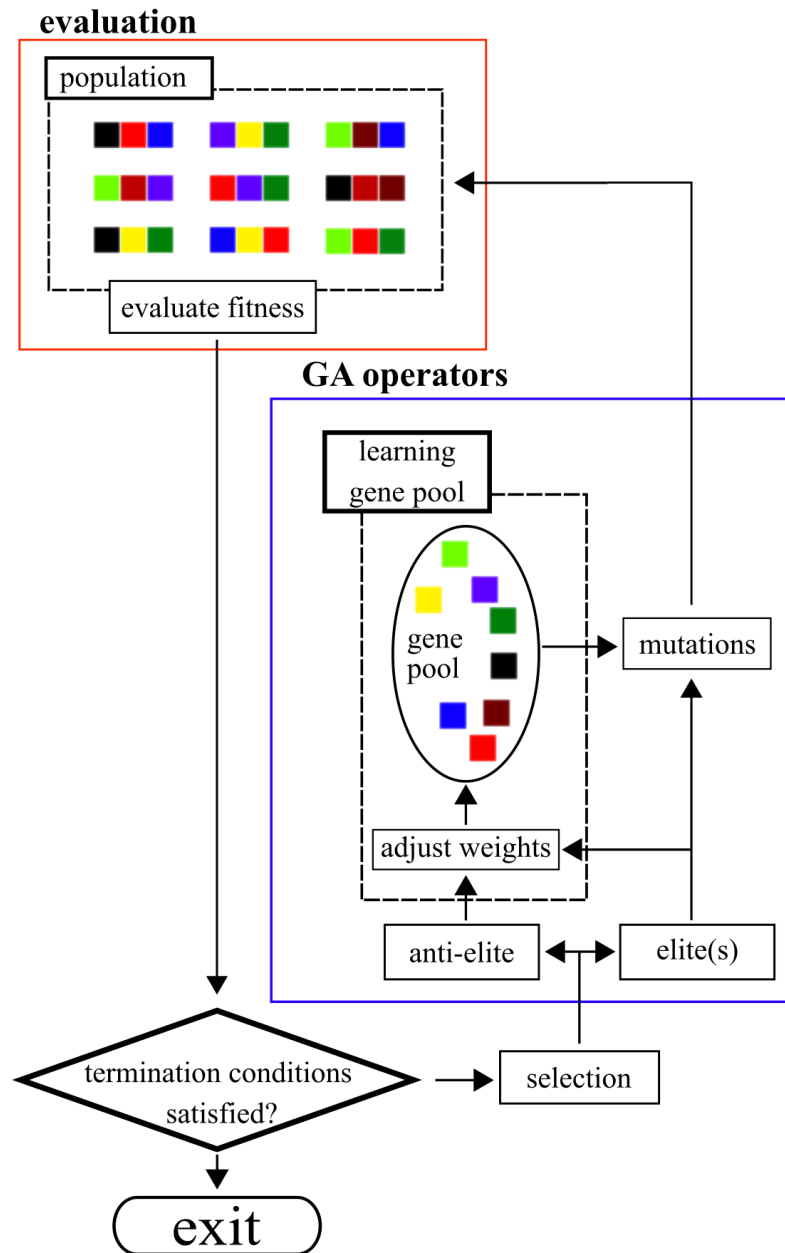 evaluation
population
evaluate fitness
GA operators
learning
gene pool
gene
pool
mutations
adjust weights
anti-elite
elite(s)
termination conditions
satisfied?
selection
exit